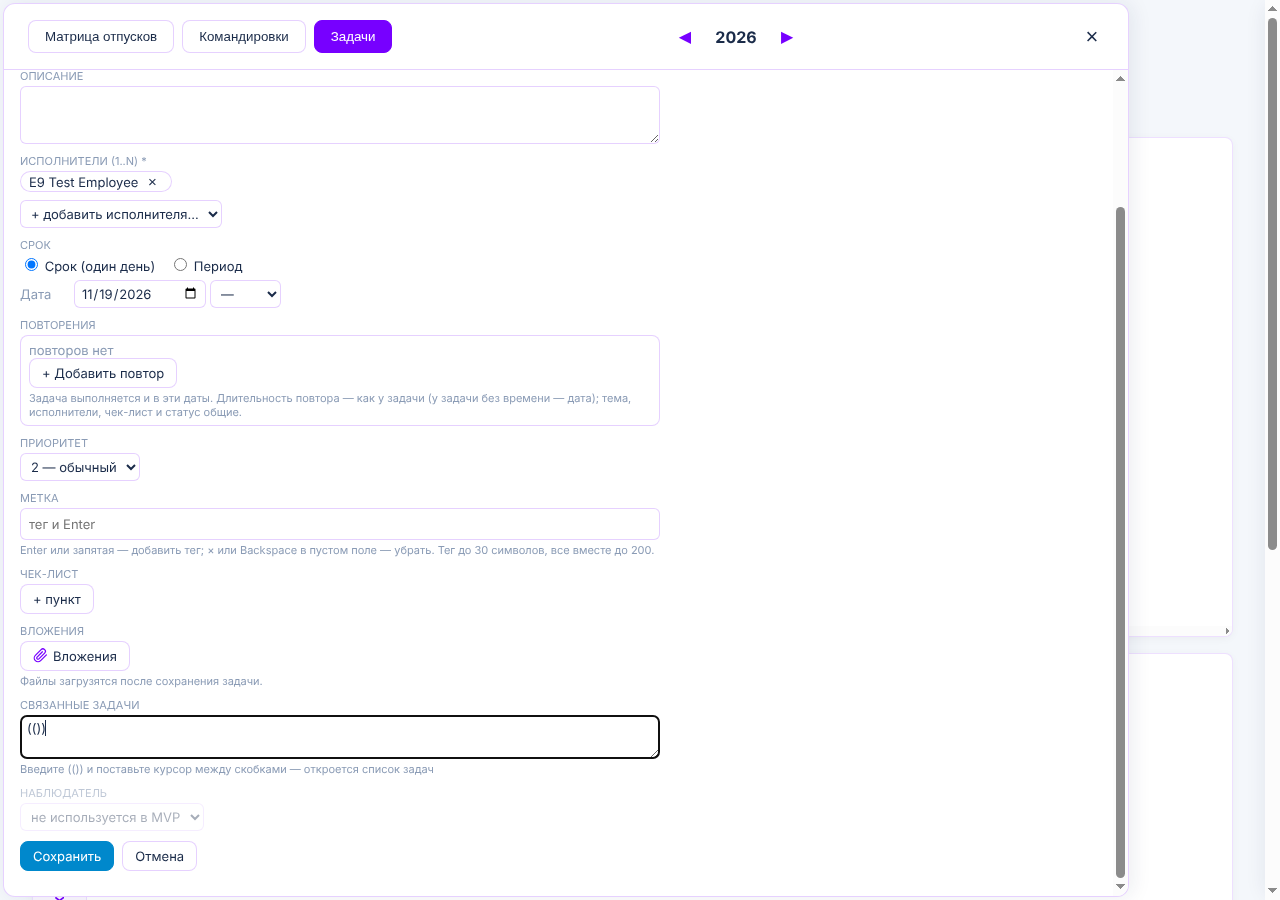 Матрица отпусков Командировки Задачи ◀ 2026 ▶ ×
ОПИСАНИЕ
ИСПОЛНИТЕЛИ (1..N) *
E9 Test Employee ×
+ добавить исполнителя...
СРОК
Срок (один день) Период
Дата 11/19/2026 —
ПОВТОРЕНИЯ
повторов нет
+ Добавить повтор
Задача выполняется и в эти даты. Длительность повтора — как у задачи (у задачи без времени — дата); тема,
исполнители, чек-лист и статус общие.
ПРИОРИТЕТ
2 — обычный
МЕТКА
тег и Enter
Enter или запятая — добавить тег; × или Backspace в пустом поле — убрать. Тег до 30 символов, все вместе до 200.
ЧЕК-ЛИСТ
+ пункт
ВЛОЖЕНИЯ
Вложения
Файлы загрузятся после сохранения задачи.
СВЯЗАННЫЕ ЗАДАЧИ
(())
Введите (()) и поставьте курсор между скобками — откроется список задач
НАБЛЮДАТЕЛЬ
не используется в MVP
Сохранить Отмена